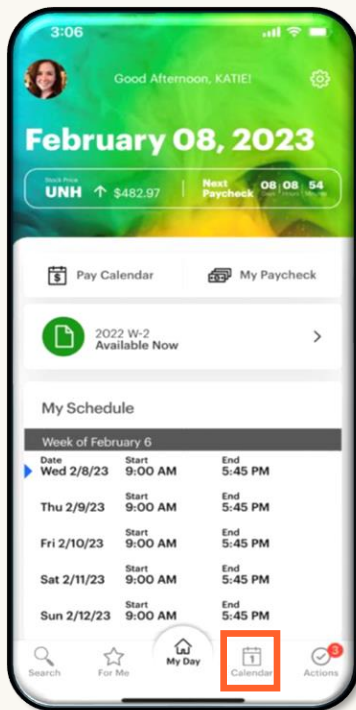 3:06
Good Afternoon, KATIE!
February 08, 2023
Stock Price
UNH ↑ $482.97
Next Paycheck 08 08 54
Days Hours Minutes
Pay Calendar My Paycheck
2022 W-2
Available Now
My Schedule
Week of February 6
Date Start End
Wed 2/8/23 9:00 AM 5:45 PM
Start End
Thu 2/9/23 9:00 AM 5:45 PM
Start End
Fri 2/10/23 9:00 AM 5:45 PM
Start End
Sat 2/11/23 9:00 AM 5:45 PM
Start End
Sun 2/12/23 9:00 AM 5:45 PM
Search For Me My Day 1 Calendar 3 Actions